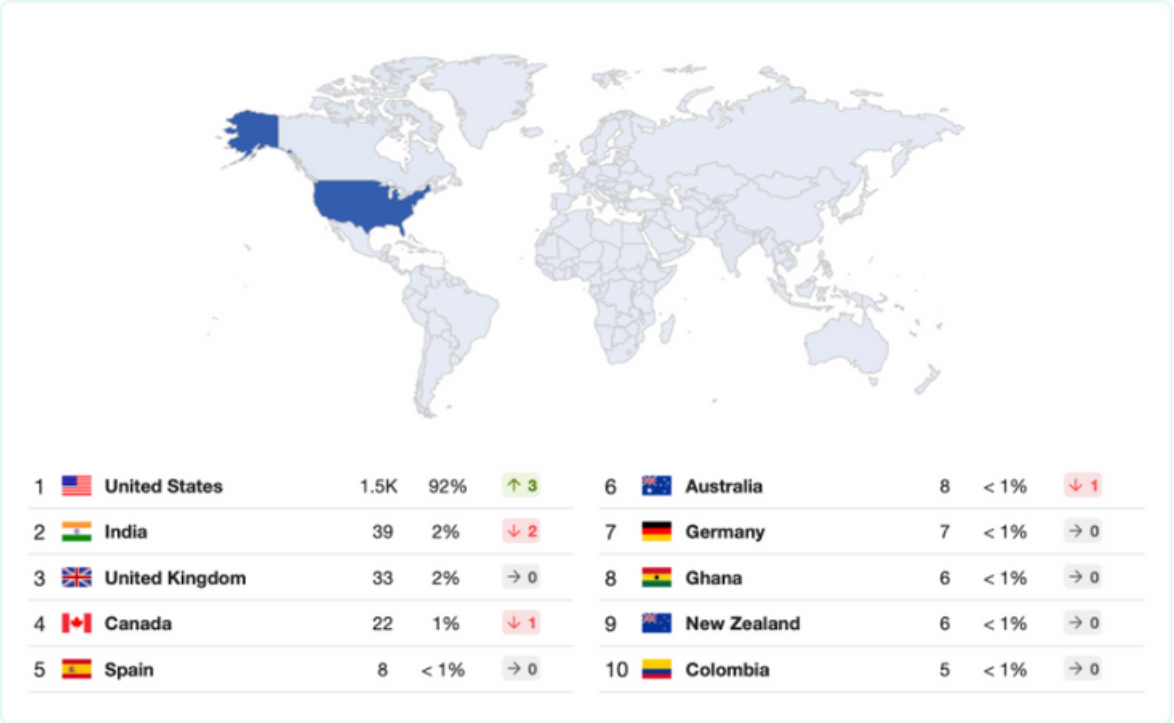 1 United States 1.5K 92% ↑ 3
2 India 39 2% ↓ 2
3 United Kingdom 33 2% → 0
4 Canada 22 1% ↓ 1
5 Spain 8 < 1% → 0
6 Australia 8 < 1% ↓ 1
7 Germany 7 < 1% → 0
8 Ghana 6 < 1% → 0
9 New Zealand 6 < 1% → 0
10 Colombia 5 < 1% → 0